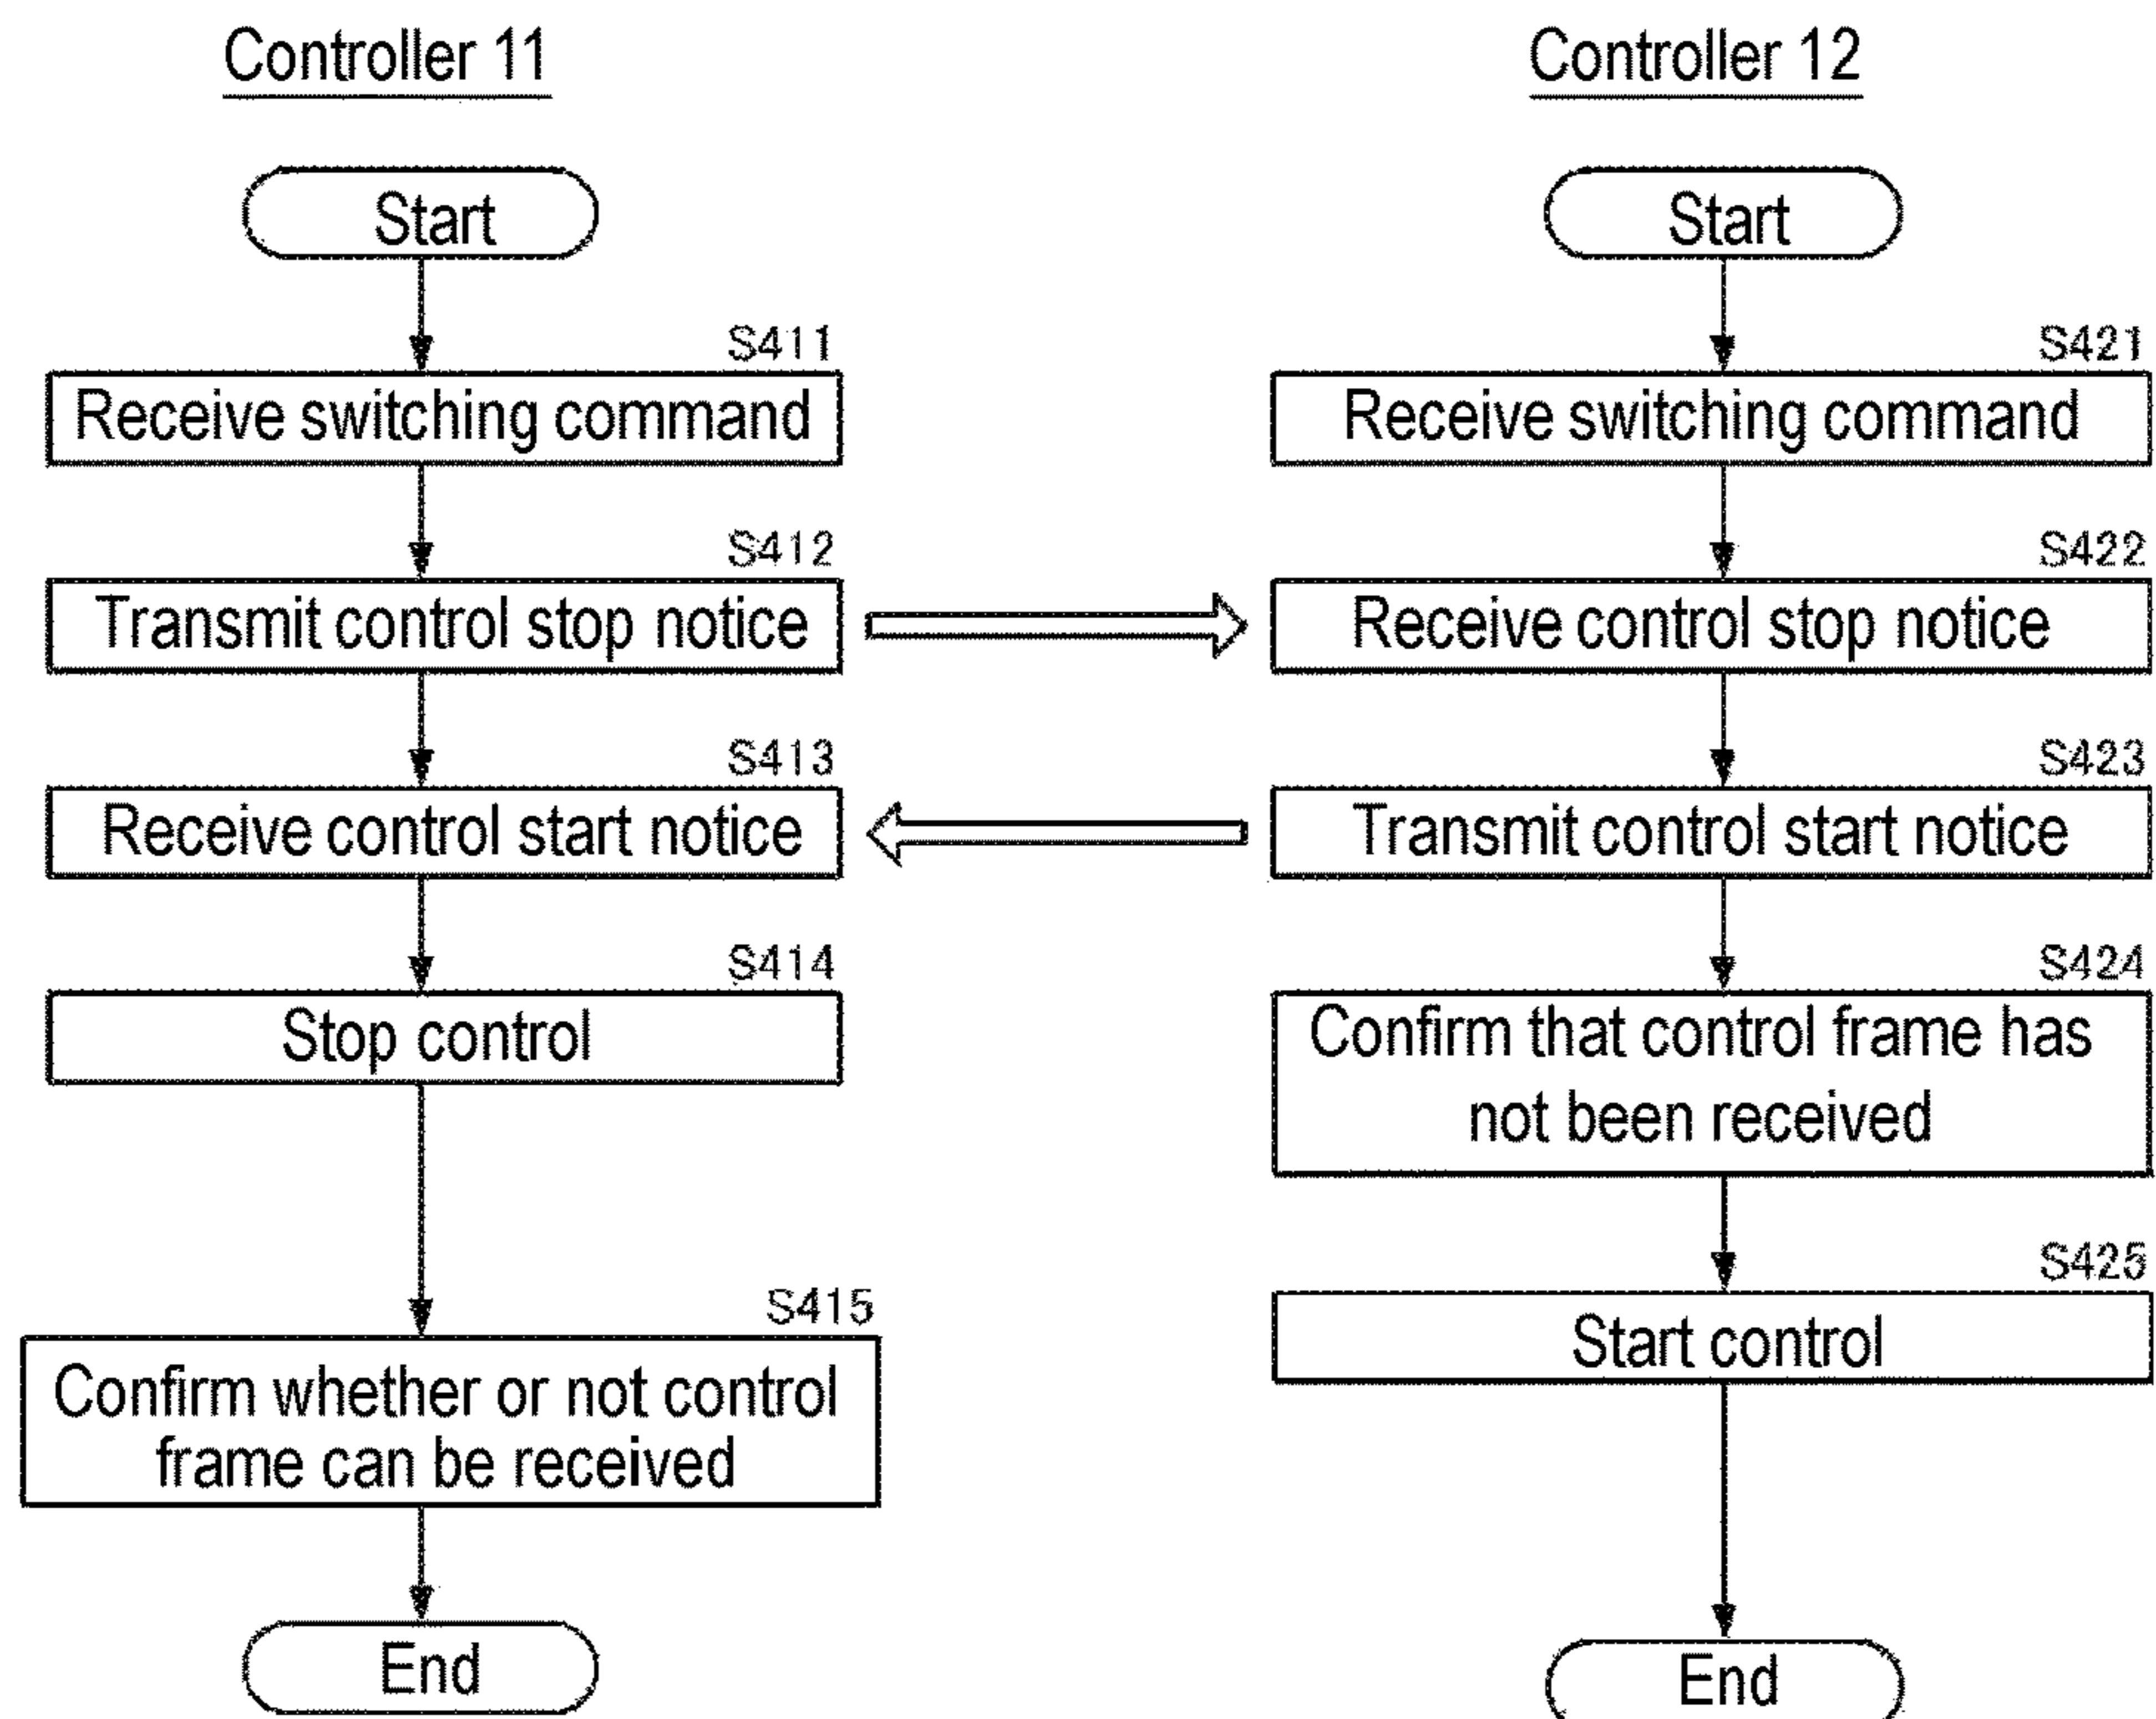 Controller 11
Start
S411
Receive switching command
S412
Transmit control stop notice
S413
Receive control start notice
S414
Stop control
S415
Confirm whether or not control
frame can be received
End
Controller 12
Start
S421
Receive switching command
S422
Receive control stop notice
S423
Transmit control start notice
S424
Confirm that control frame has
not been received
S425
Start control
End